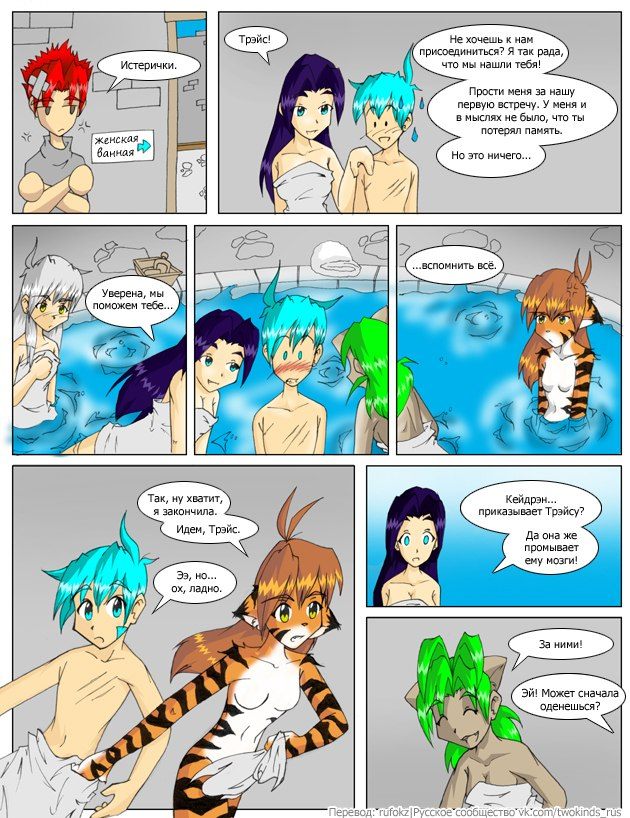 Истерички.
женская
ванная
Трэйс!
Не хочешь к нам
присоединиться? Я так рада,
что мы нашли тебя!
Прости меня за нашу
первую встречу. У меня и
в мыслях не было, что ты
потерял память.
Но это ничего...
Уверена, мы
поможем тебе...
...вспомнить всё.
Так, ну хватит,
я закончила.
Идем, Трэйс.
Ээ, но...
ох, ладно.
Кейдрэн...
приказывает Трэйсу?
Да она же
промывает
ему мозги!
За ними!
Эй! Может сначала
оденешься?
Перевод: rufokz|Русское сообщество vk.com/twokinds_rus